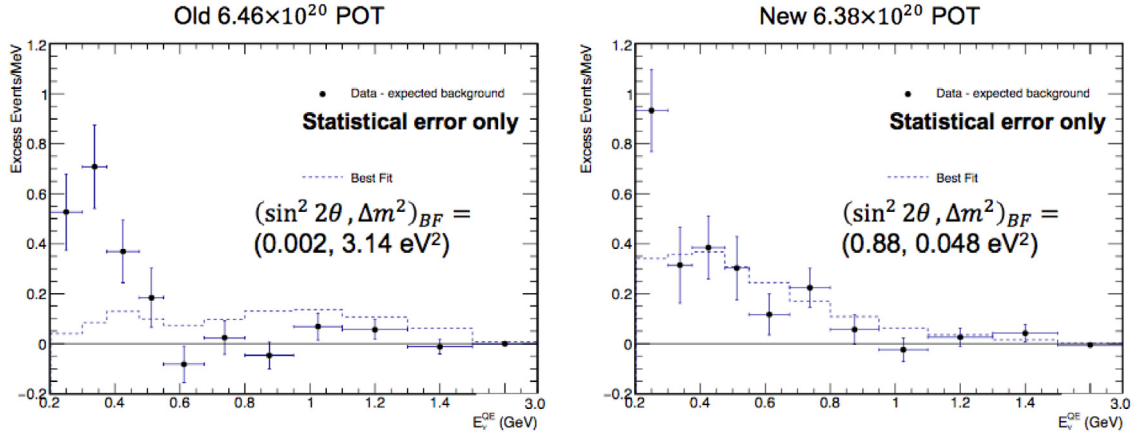 Old 6.46×10²⁰ POT
Excess Events/MeV
1.2
1
0.8
0.6
0.4
0.2
0
−0.2
Data - expected background
Statistical error only
Best Fit
(sin² 2θ , Δm²)_BF =
(0.002, 3.14 eV²)
0.2 0.4 0.6 0.8 1 1.2 1.4 3.0
E_ν^QE (GeV)
New 6.38×10²⁰ POT
Excess Events/MeV
1.2
1
0.8
0.6
0.4
0.2
0
−0.2
Data - expected background
Statistical error only
Best Fit
(sin² 2θ , Δm²)_BF =
(0.88, 0.048 eV²)
0.2 0.4 0.6 0.8 1 1.2 1.4 3.0
E_ν^QE (GeV)